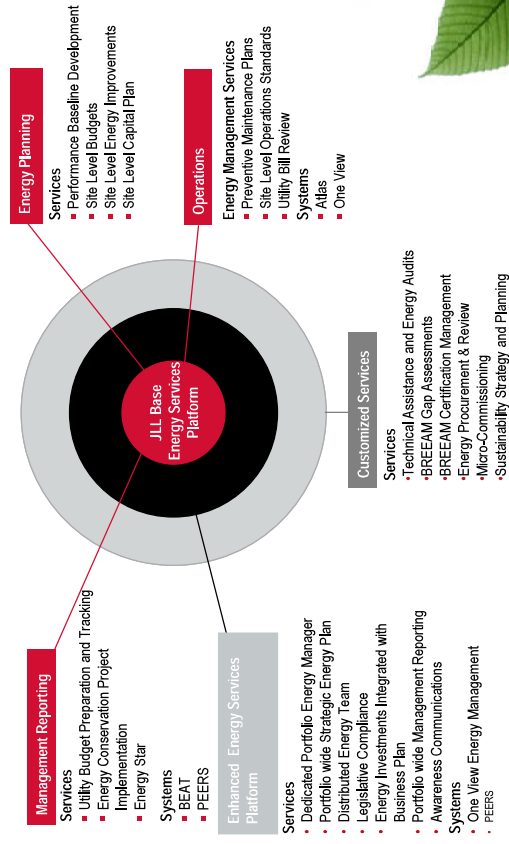 Management Reporting
Services
Utility Budget Preparation and Tracking
Energy Conservation Project
Implementation
Energy Star
Systems
BEAT
PEERS
Enhanced Energy Services
Platform
Services
Dedicated Portfolio Energy Manager
Portfolio wide Strategic Energy Plan
Distributed Energy Team
Legislative Compliance
Energy Investments Integrated with
Business Plan
Portfolio wide Management Reporting
Awareness Communications
Systems
One View Energy Management
PEERS
JLL Base
Energy Services
Platform
Customized Services
Services
Technical Assistance and Energy Audits
BREEAM Gap Assessments
BREEAM Certification Management
Energy Procurement & Review
Micro-Commissioning
Sustainability Strategy and Planning
Energy Planning
Services
Performance Baseline Development
Site Level Budgets
Site Level Energy Improvements
Site Level Capital Plan
Operations
Energy Management Services
Preventive Maintenance Plans
Site Level Operations Standards
Utility Bill Review
Systems
Atlas
One View